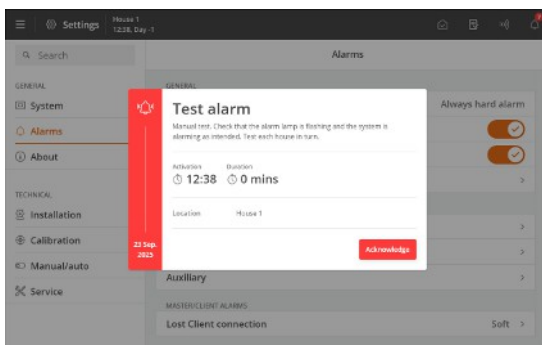 Settings
House 1
12:38, Day -1
Search
Alarms
GENERAL
System
Alarms
About
TECHNICAL
Installation
Calibration
Manual/auto
Service
GENERAL
Always hard alarm
Test alarm
Manual test. Check that the alarm lamp is flashing and the system is
alarming as intended. Test each house in turn.
Activation Duration
12:38 0 mins
Location House 1
23 Sep.
2025
Acknowledge
Auxiliary
MASTER/CLIENT ALARMS
Lost Client connection Soft